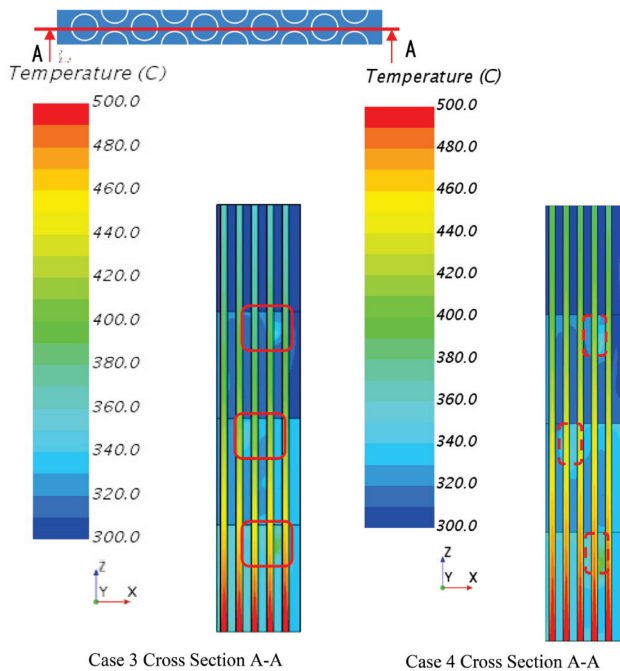 A A
Temperature (C) Temperature (C)
500.0 500.0
480.0 480.0
460.0 460.0
440.0 440.0
420.0 420.0
400.0 400.0
380.0 380.0
360.0 360.0
340.0 340.0
320.0 320.0
300.0 300.0
Z Z
Y X Y X
Case 3 Cross Section A-A Case 4 Cross Section A-A